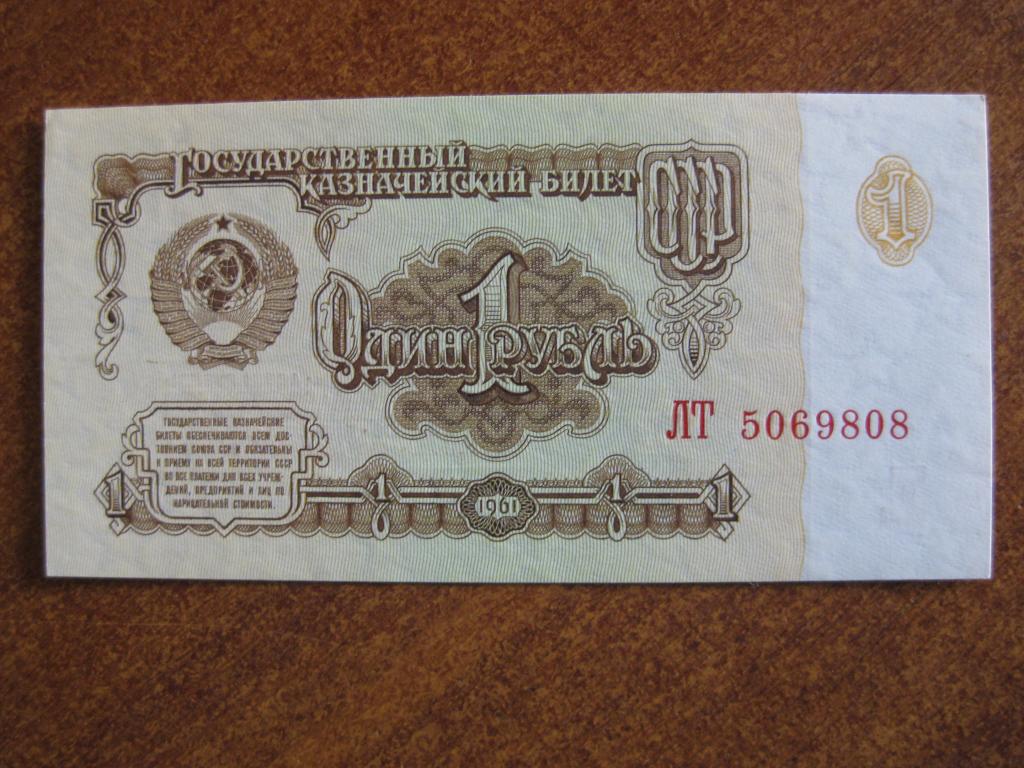 Государственный
казначейский билет
СССР
1
Один 1 рубль
ЛТ 5069808
Государственные казначейские
билеты обеспечиваются всем дос-
тоянием Союза ССР и обязательны
к приему на всей территории СССР
во все платежи для всех учреж-
дений, предприятий и лиц по
нарицательной стоимости.
1 1 1961 1 1